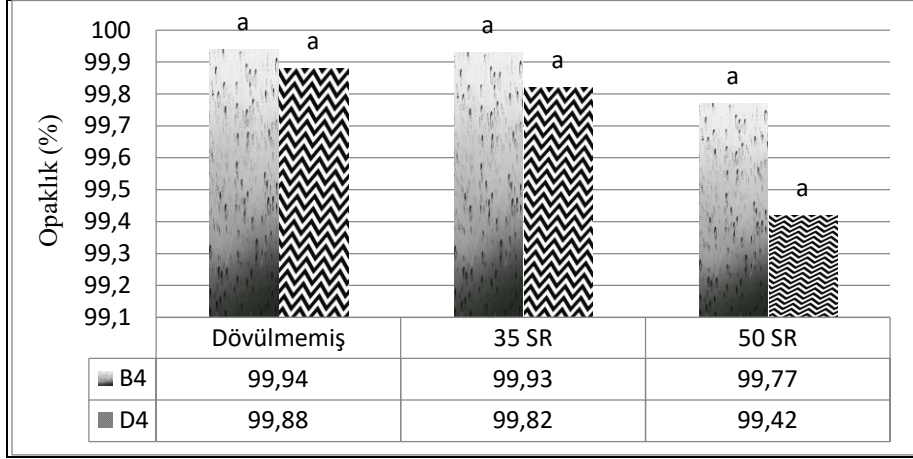 100
99,9
99,8
99,7
99,6
99,5
99,4
99,3
99,2
99,1
Opaklık (%)
a a a a a a
Dövülmemiş 35 SR 50 SR
B4 99,94 99,93 99,77
D4 99,88 99,82 99,42